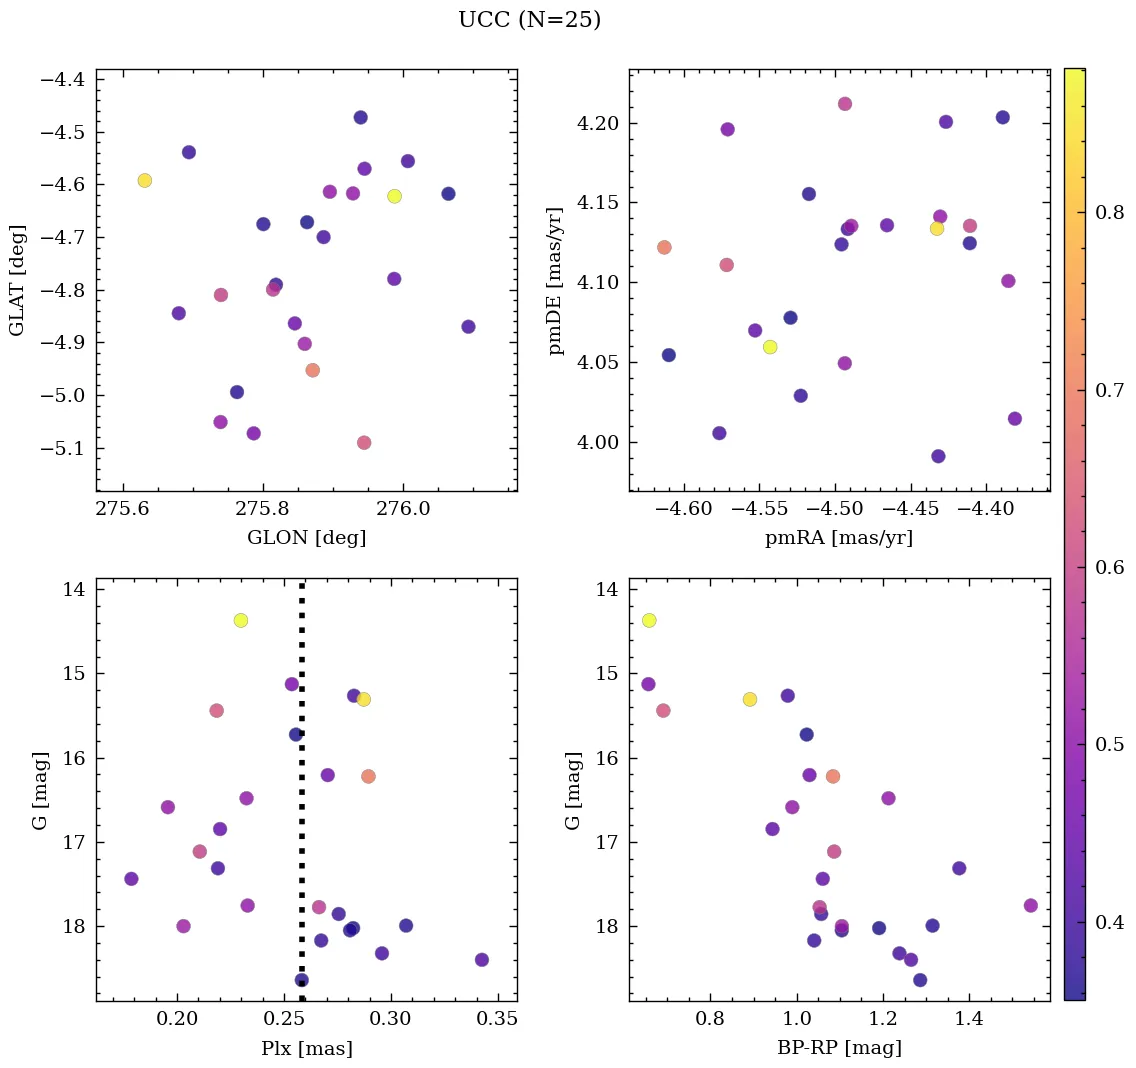 UCC (N=25)
−4.4
−4.5
−4.6
−4.7
−4.8
−4.9
−5.0
−5.1
GLAT [deg]
275.6 275.8 276.0
GLON [deg]
4.20
4.15
4.10
4.05
4.00
pmDE [mas/yr]
−4.60 −4.55 −4.50 −4.45 −4.40
pmRA [mas/yr]
14
15
16
17
18
G [mag]
0.20 0.25 0.30 0.35
Plx [mas]
14
15
16
17
18
G [mag]
0.8 1.0 1.2 1.4
BP-RP [mag]
0.8
0.7
0.6
0.5
0.4